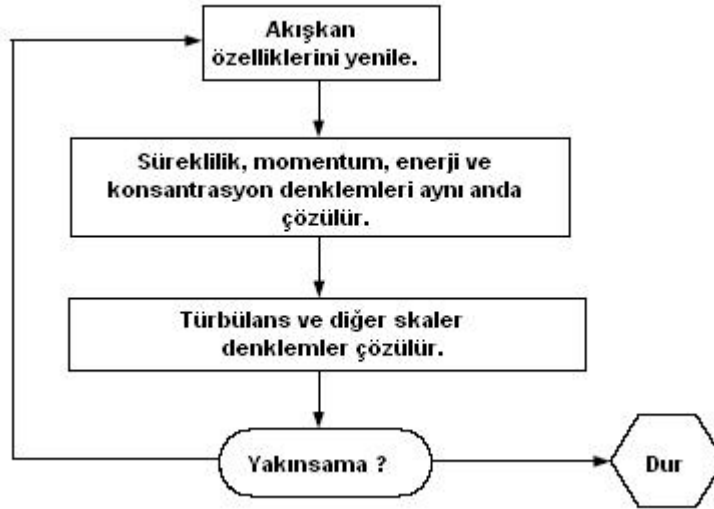 Akışkan
özelliklerini yenile.
Süreklilik, momentum, enerji ve
konsantrasyon denklemleri aynı anda
çözülür.
Türbülans ve diğer skaler
denklemler çözülür.
Yakınsama ?
Dur